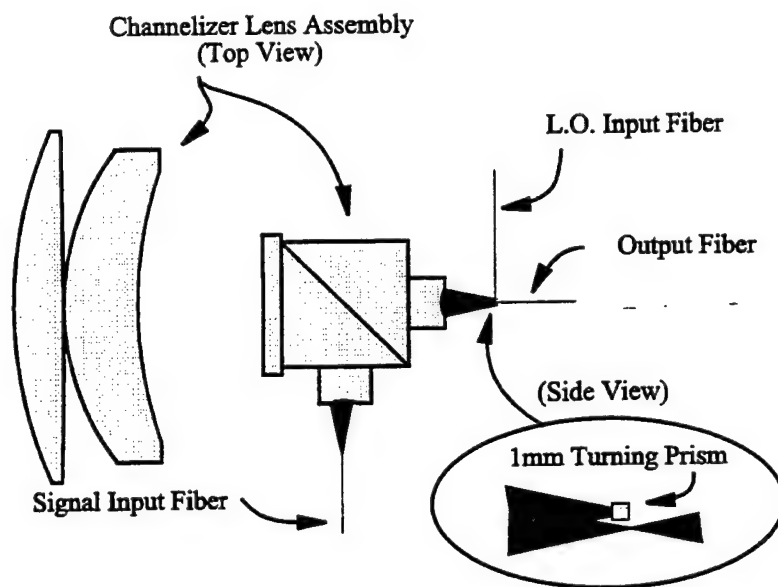 Channelizer Lens Assembly
(Top View)
L.O. Input Fiber
Output Fiber
(Side View)
1mm Turning Prism
Signal Input Fiber